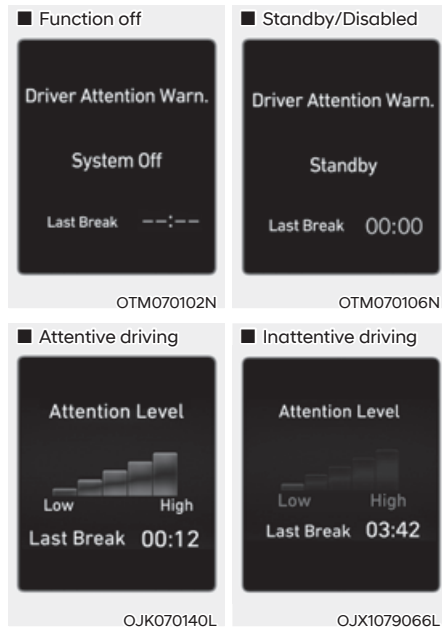 ■ Function off
Driver Attention Warn.
System Off
Last Break --:--
OTM070102N
■ Standby/Disabled
Driver Attention Warn.
Standby
Last Break 00:00
OTM070106N
■ Attentive driving
Attention Level
Low High
Last Break 00:12
OJK070140L
■ Inattentive driving
Attention Level
Low High
Last Break 03:42
OJX1079066L